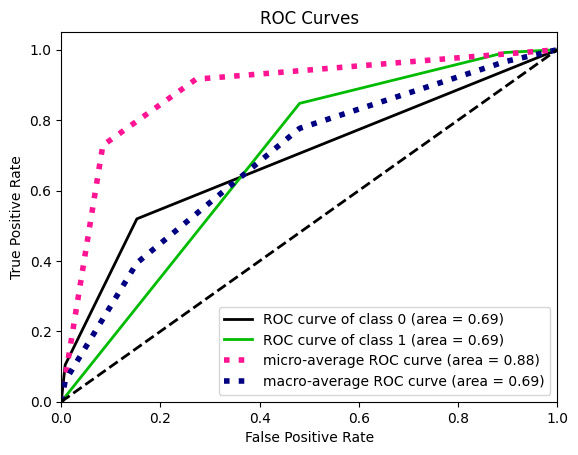 ROC Curves
True Positive Rate
1.0
0.8
0.6
0.4
0.2
0.0
ROC curve of class 0 (area = 0.69)
ROC curve of class 1 (area = 0.69)
micro-average ROC curve (area = 0.88)
macro-average ROC curve (area = 0.69)
0.0 0.2 0.4 0.6 0.8 1.0
False Positive Rate